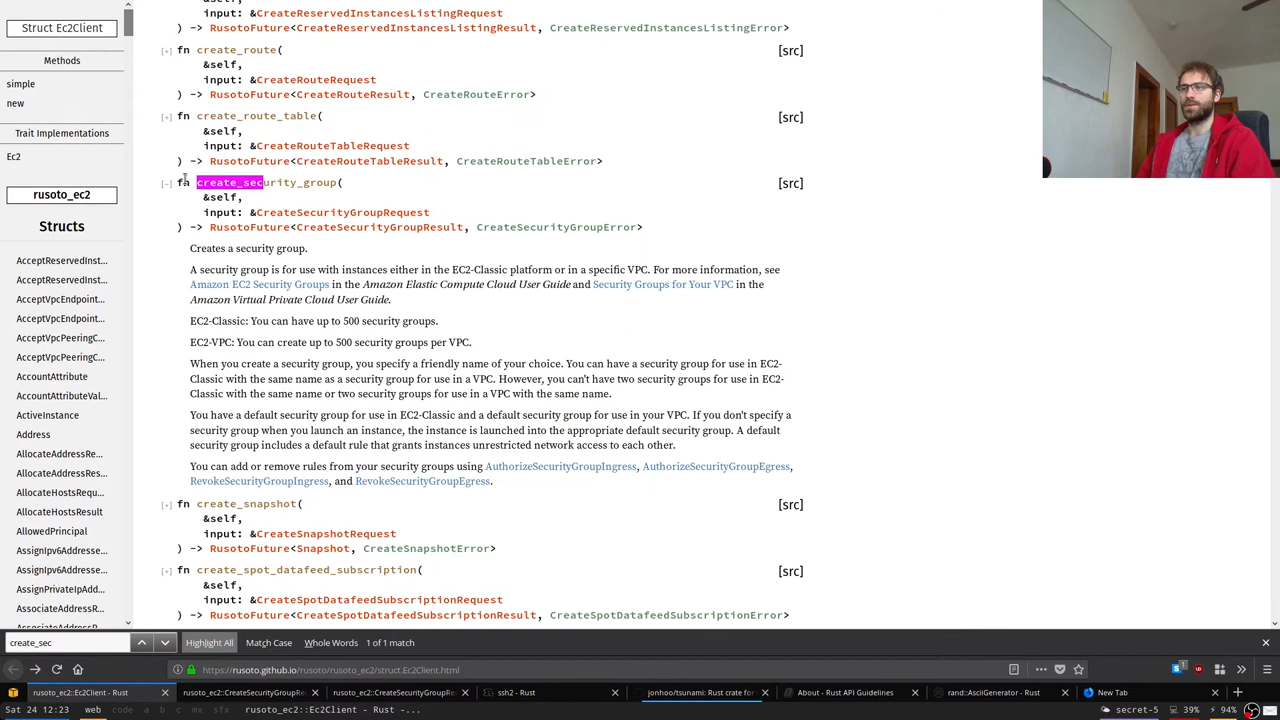 Struct Ec2Client
Methods
simple
new
Trait Implementations
Ec2
rusoto_ec2
Structs
AcceptReservedInst...
AcceptReservedInst...
AcceptVpcEndpoint...
AcceptVpcEndpoint...
AcceptVpcPeeringC...
AcceptVpcPeeringC...
AccountAttribute
AccountAttributeVal...
ActiveInstance
Address
AllocateAddressRe...
AllocateAddressRes...
AllocateHostsRequ...
AllocateHostsResult
AllowedPrincipal
AssignIpv6Addresse...
AssignIpv6Addresse...
AssignPrivateIpAdd...
AssociateAddressR...
input: &CreateReservedInstancesListingRequest
) -> RusotoFuture<CreateReservedInstancesListingResult, CreateReservedInstancesListingError>
[+] fn create_route( [src]
&self,
input: &CreateRouteRequest
) -> RusotoFuture<CreateRouteResult, CreateRouteError>
[+] fn create_route_table( [src]
&self,
input: &CreateRouteTableRequest
) -> RusotoFuture<CreateRouteTableResult, CreateRouteTableError>
[-] fn create_security_group( [src]
&self,
input: &CreateSecurityGroupRequest
) -> RusotoFuture<CreateSecurityGroupResult, CreateSecurityGroupError>
Creates a security group.
A security group is for use with instances either in the EC2-Classic platform or in a specific VPC. For more information, see
Amazon EC2 Security Groups in the Amazon Elastic Compute Cloud User Guide and Security Groups for Your VPC in the
Amazon Virtual Private Cloud User Guide.
EC2-Classic: You can have up to 500 security groups.
EC2-VPC: You can create up to 500 security groups per VPC.
When you create a security group, you specify a friendly name of your choice. You can have a security group for use in EC2-
Classic with the same name as a security group for use in a VPC. However, you can't have two security groups for use in EC2-
Classic with the same name or two security groups for use in a VPC with the same name.
You have a default security group for use in EC2-Classic and a default security group for use in your VPC. If you don't specify a
security group when you launch an instance, the instance is launched into the appropriate default security group. A default
security group includes a default rule that grants instances unrestricted network access to each other.
You can add or remove rules from your security groups using AuthorizeSecurityGroupIngress, AuthorizeSecurityGroupEgress,
RevokeSecurityGroupIngress, and RevokeSecurityGroupEgress.
[+] fn create_snapshot( [src]
&self,
input: &CreateSnapshotRequest
) -> RusotoFuture<Snapshot, CreateSnapshotError>
[+] fn create_spot_datafeed_subscription( [src]
&self,
input: &CreateSpotDatafeedSubscriptionRequest
) -> RusotoFuture<CreateSpotDatafeedSubscriptionResult, CreateSpotDatafeedSubscriptionError>
create_sec Highlight All Match Case Whole Words 1 of 1 match
https://rusoto.github.io/rusoto/rusoto_ec2/struct.Ec2Client.html
rusoto_ec2::Ec2Client - Rust rusoto_ec2::CreateSecurityGroupRe rusoto_ec2::CreateSecurityGroupRes ssh2 - Rust jonhoo/tsunami: Rust crate for About - Rust API Guidelines rand::AsciiGenerator - Rust New Tab
Sat 24 Nov 12:23 web code a b c mx sfx rusoto_ec2::Ec2Client - Rust -... secret-5 39% 94%